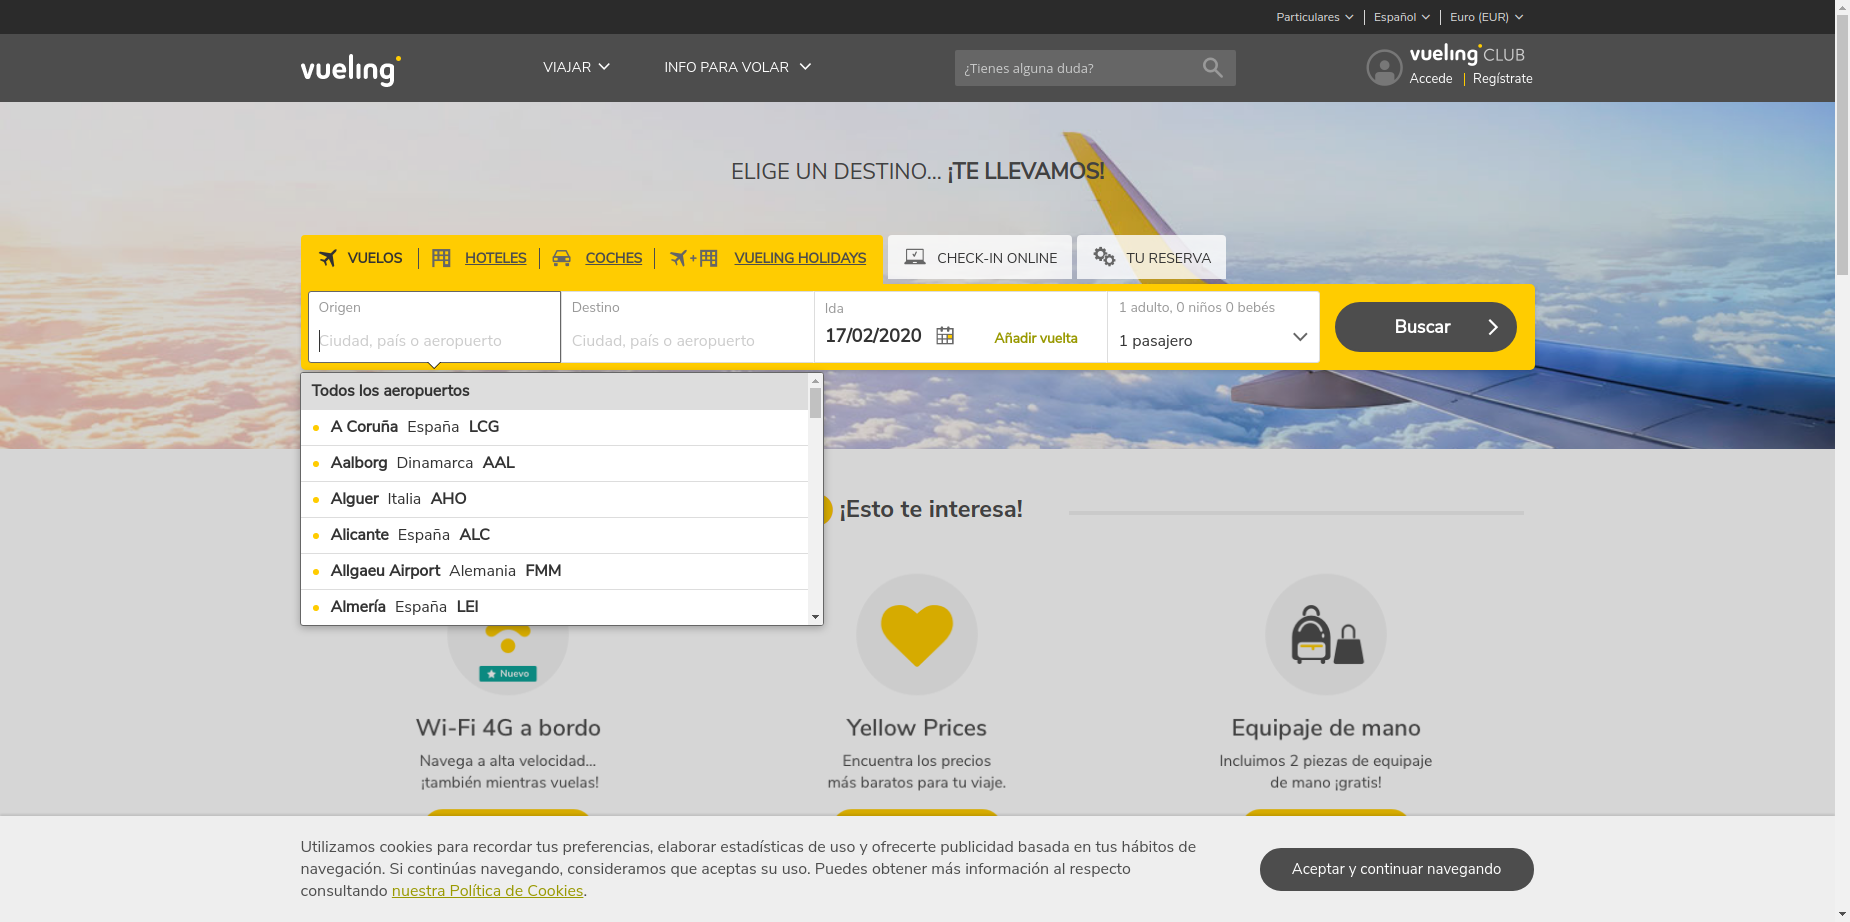 Particulares Español Euro (EUR)
vueling VIAJAR INFO PARA VOLAR ¿Tienes alguna duda? vueling CLUB
Accede Regístrate
ELIGE UN DESTINO... ¡TE LLEVAMOS!
VUELOS HOTELES COCHES + VUELING HOLIDAYS CHECK-IN ONLINE TU RESERVA
Origen Destino Ida 1 adulto, 0 niños 0 bebés
Ciudad, país o aeropuerto Ciudad, país o aeropuerto 17/02/2020 Añadir vuelta 1 pasajero Buscar
Todos los aeropuertos
A Coruña España LCG
Aalborg Dinamarca AAL
Alguer Italia AHO
Alicante España ALC
Allgaeu Airport Alemania FMM
Almería España LEI
¡Esto te interesa!
Nuevo
Wi-Fi 4G a bordo
Navega a alta velocidad...
¡también mientras vuelas!
Yellow Prices
Encuentra los precios
más baratos para tu viaje.
Equipaje de mano
Incluimos 2 piezas de equipaje
de mano ¡gratis!
Utilizamos cookies para recordar tus preferencias, elaborar estadísticas de uso y ofrecerte publicidad basada en tus hábitos de
navegación. Si continúas navegando, consideramos que aceptas su uso. Puedes obtener más información al respecto
consultando nuestra Política de Cookies.
Aceptar y continuar navegando